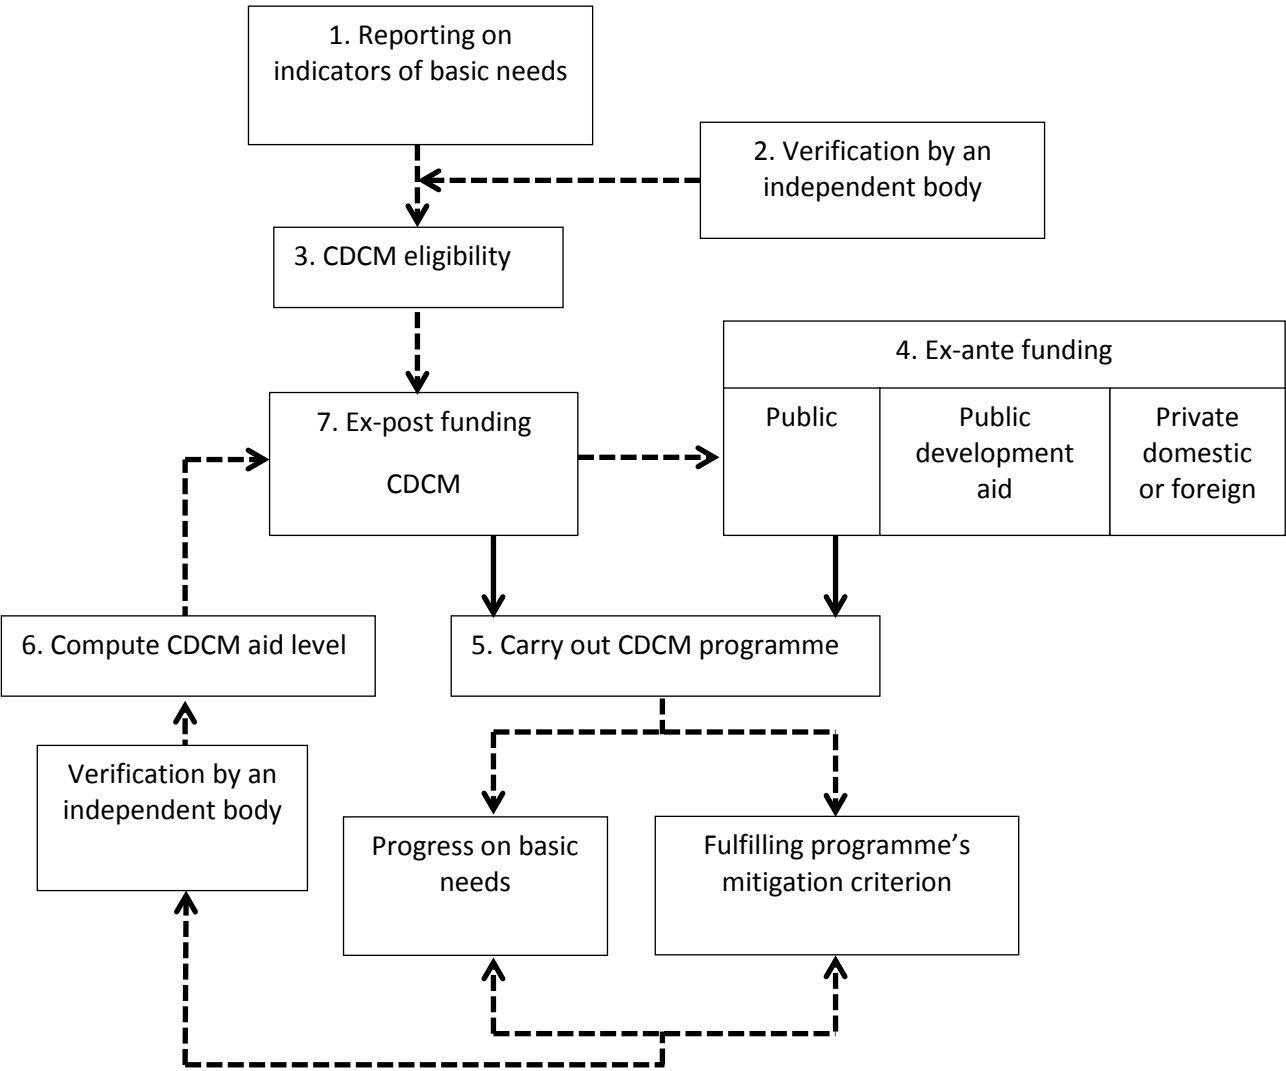 1. Reporting on
indicators of basic needs
2. Verification by an
independent body
3. CDCM eligibility
4. Ex-ante funding
Public
Public
development
aid
Private
domestic
or foreign
7. Ex-post funding
CDCM
6. Compute CDCM aid level
5. Carry out CDCM programme
Verification by an
independent body
Progress on basic
needs
Fulfilling programme’s
mitigation criterion